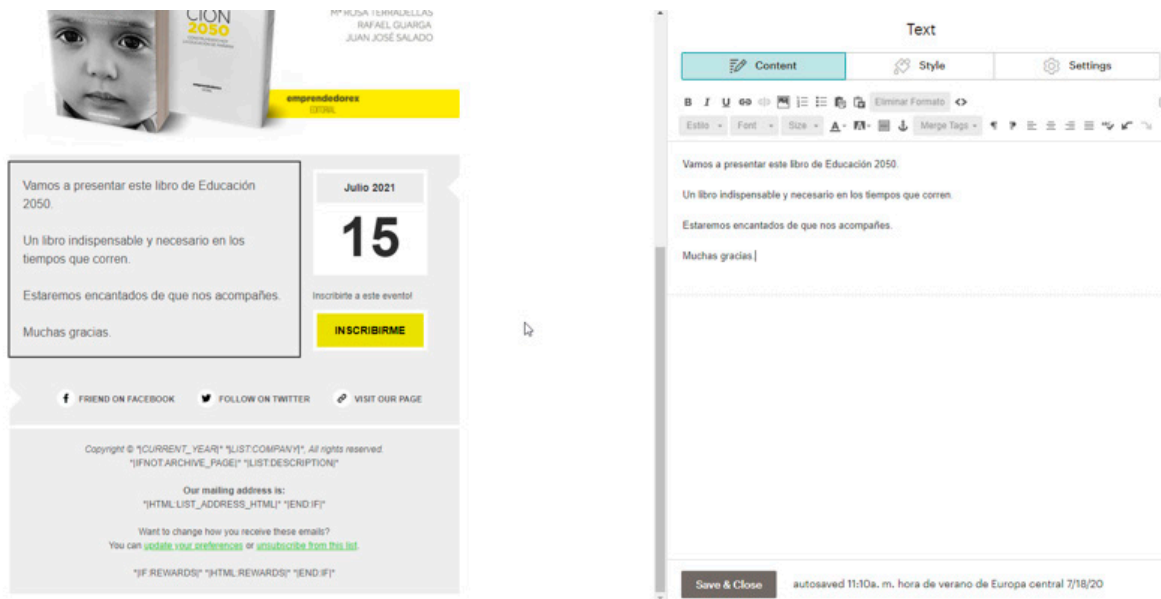 CION
2050
Mª ROSA TERRADELLAS
RAFAEL GUARGA
JUAN JOSÉ SALADO
emprendedorex
EDITORIAL
Vamos a presentar este libro de Educación
2050.
Un libro indispensable y necesario en los
tiempos que corren.
Estaremos encantados de que nos acompañes.
Muchas gracias.
Julio 2021
15
Inscribirte a este evento!
INSCRIBIRME
FRIEND ON FACEBOOK FOLLOW ON TWITTER VISIT OUR PAGE
Copyright © *|CURRENT_YEAR|* *|LIST:COMPANY|*, All rights reserved.
*|IFNOT:ARCHIVE_PAGE|* *|LIST:DESCRIPTION|*
Our mailing address is:
*|HTML:LIST_ADDRESS_HTML|* *|END:IF|*
Want to change how you receive these emails?
You can update your preferences or unsubscribe from this list.
*|IF:REWARDS|* *|HTML:REWARDS|* *|END:IF|*
Text
Content Style Settings
B I U Eliminar Formato <>
Estilo Font Size A A Merge Tags
Vamos a presentar este libro de Educación 2050.
Un libro indispensable y necesario en los tiempos que corren.
Estaremos encantados de que nos acompañes.
Muchas gracias.
Save & Close autosaved 11:10a. m. hora de verano de Europa central 7/18/20